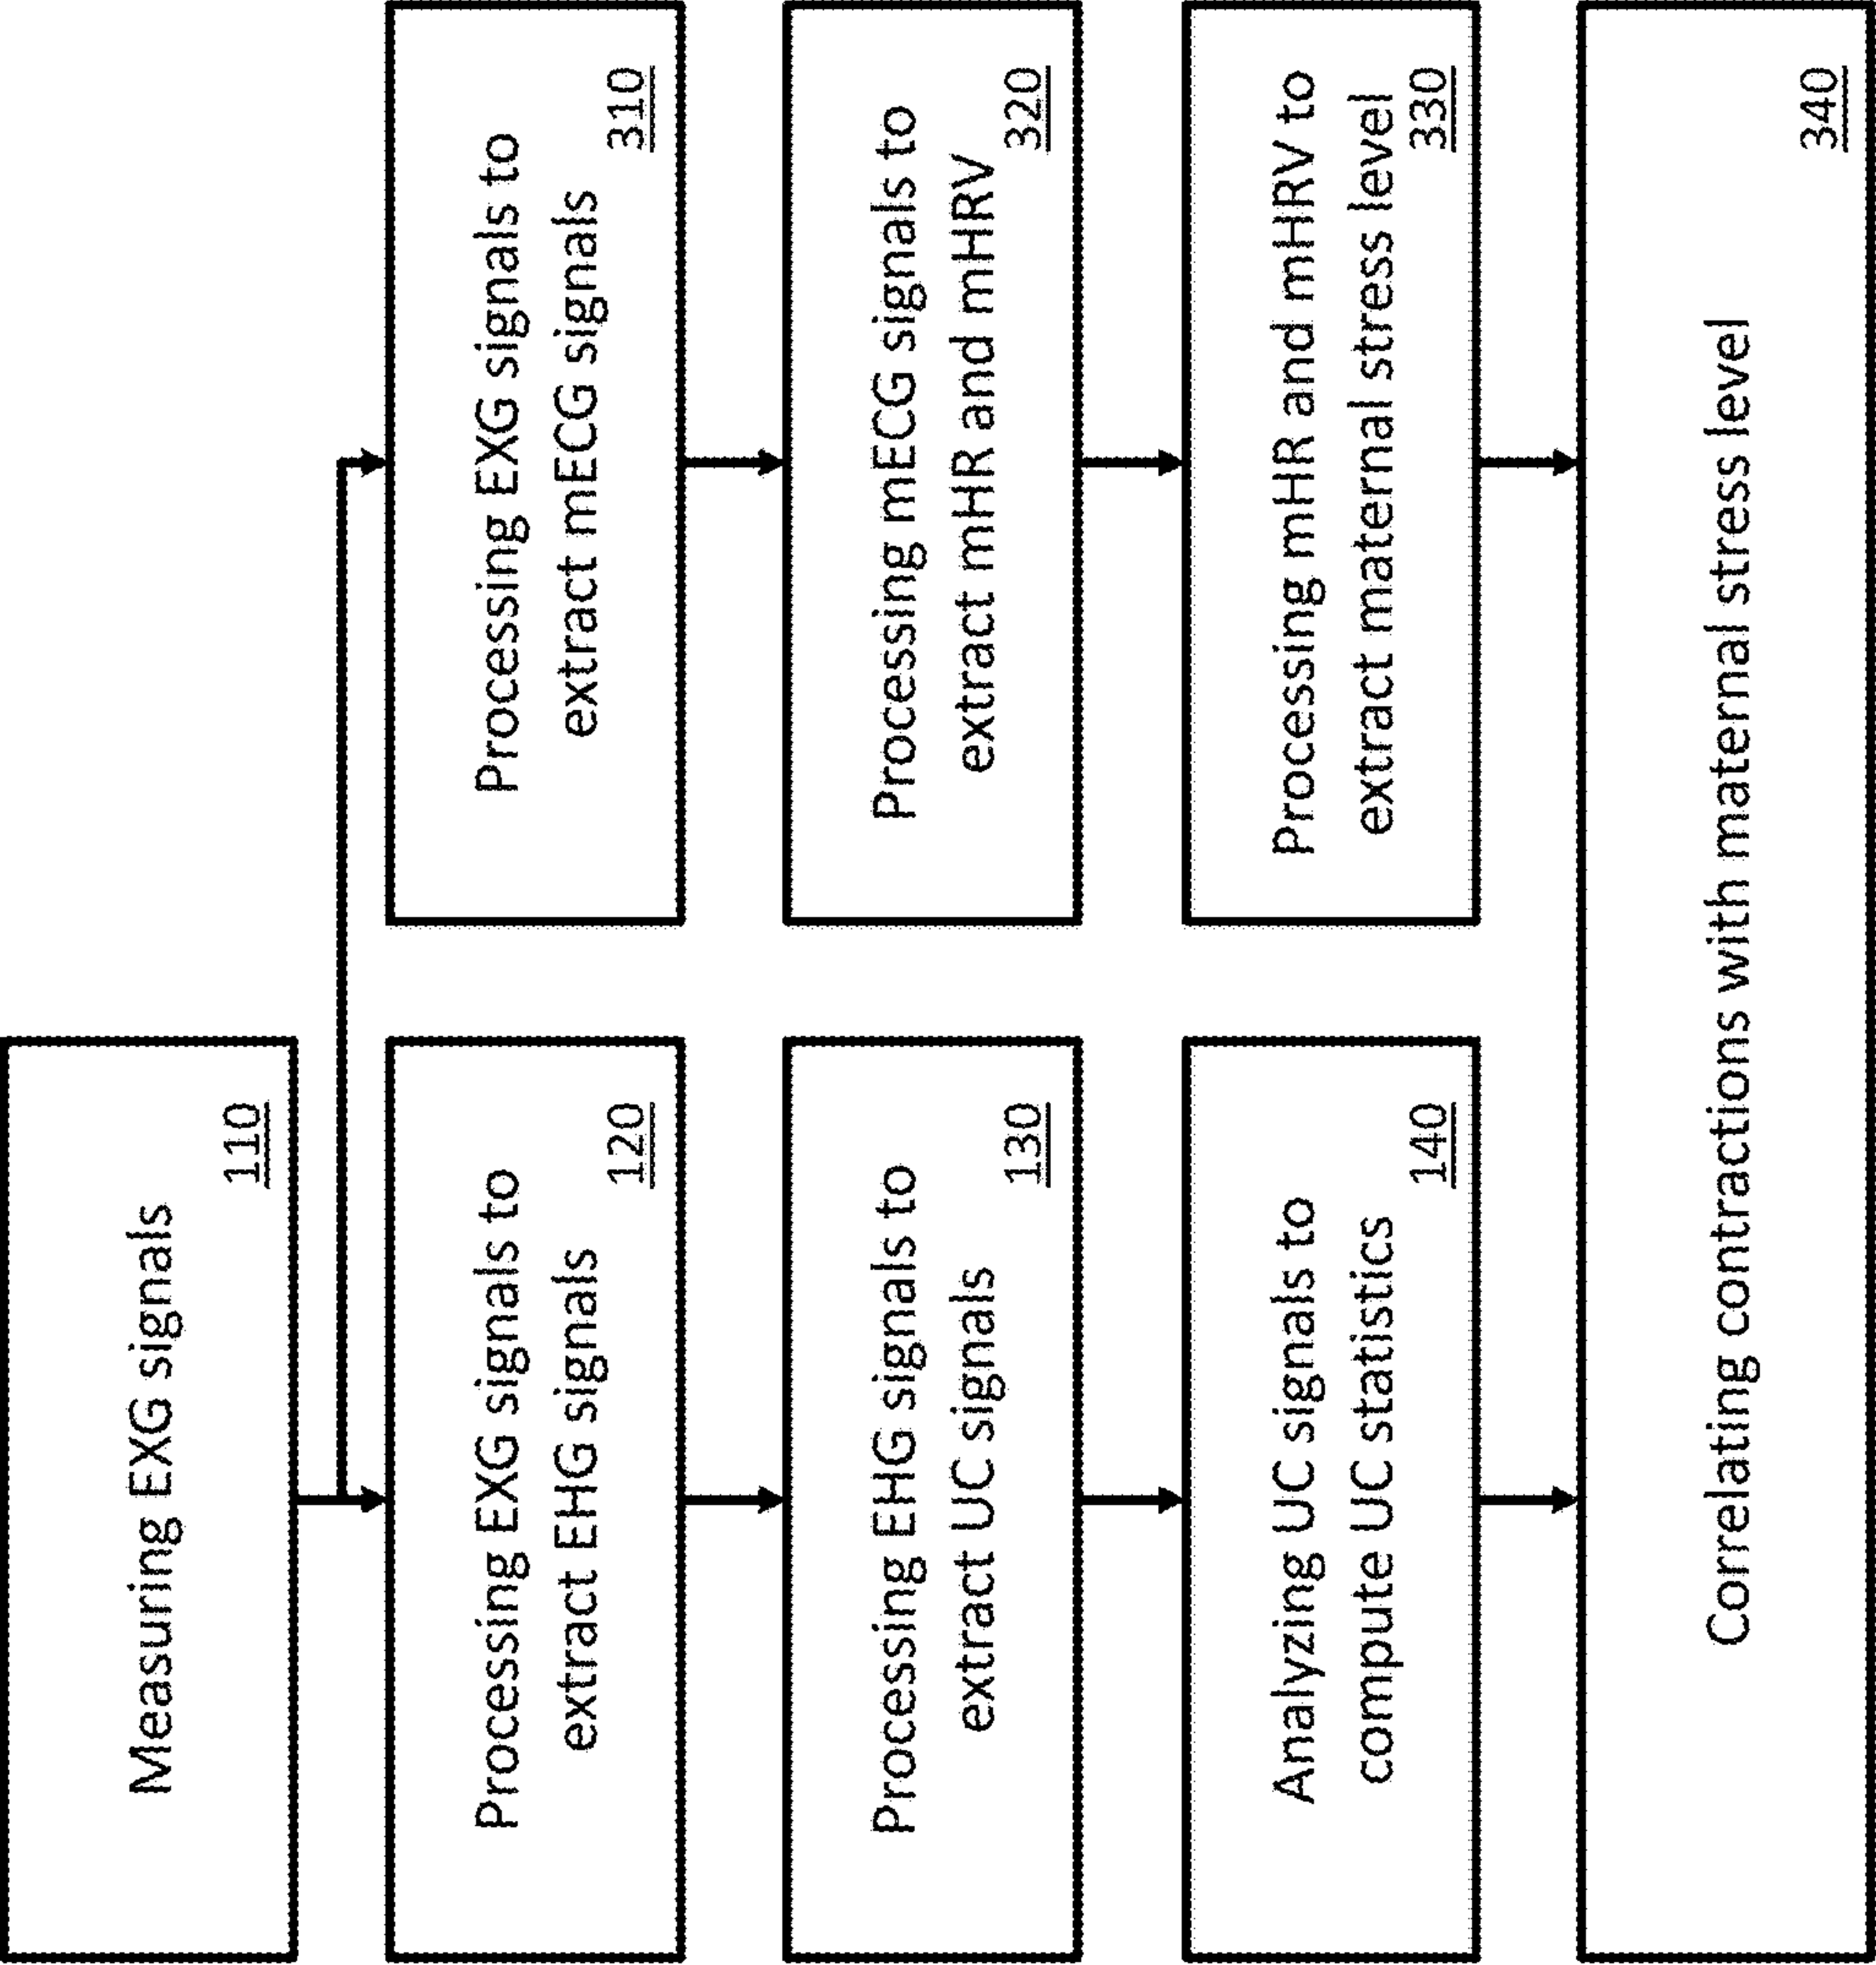 Measuring EXG signals
110
Processing EXG signals to
extract EHG signals
120
Processing EHG signals to
extract UC signals
130
Analyzing UC signals to
compute UC statistics
140
Processing EXG signals to
extract mECG signals
310
Processing mECG signals to
extract mHR and mHRV
320
Processing mHR and mHRV to
extract maternal stress level
330
Correlating contractions with maternal stress level
340